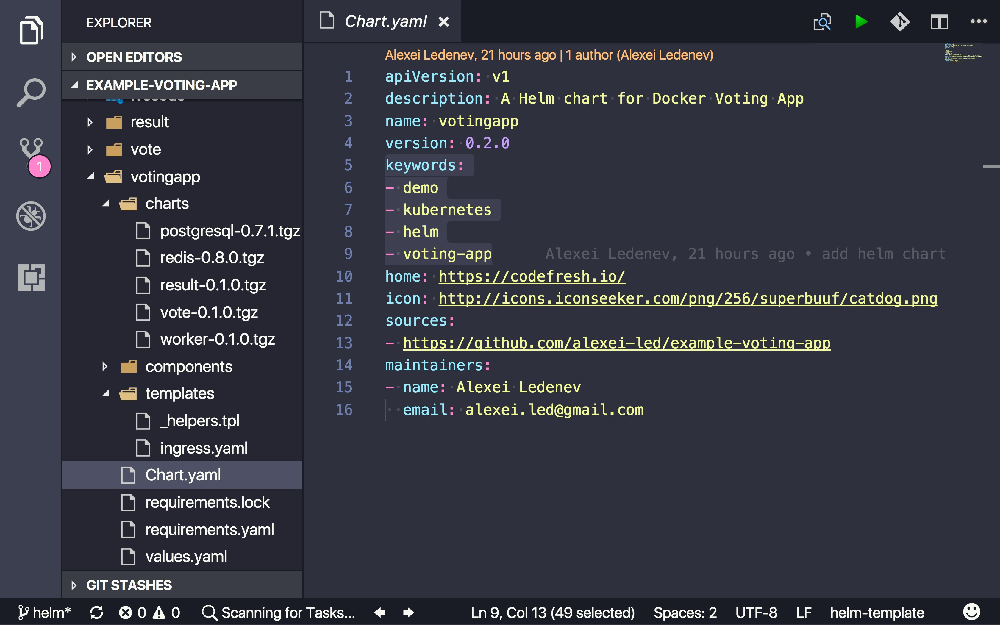 EXPLORER
OPEN EDITORS
EXAMPLE-VOTING-APP
result
vote
votingapp
charts
postgresql-0.7.1.tgz
redis-0.8.0.tgz
result-0.1.0.tgz
vote-0.1.0.tgz
worker-0.1.0.tgz
components
templates
_helpers.tpl
ingress.yaml
Chart.yaml
requirements.lock
requirements.yaml
values.yaml
GIT STASHES
1
Chart.yaml
Alexei Ledenev, 21 hours ago | 1 author (Alexei Ledenev)
1 apiVersion: v1
2 description: A Helm chart for Docker Voting App
3 name: votingapp
4 version: 0.2.0
5 keywords:
6 - demo
7 - kubernetes
8 - helm
9 - voting-app Alexei Ledenev, 21 hours ago • add helm chart
10 home: https://codefresh.io/
11 icon: http://icons.iconseeker.com/png/256/superbuuf/catdog.png
12 sources:
13 - https://github.com/alexei-led/example-voting-app
14 maintainers:
15 - name: Alexei Ledenev
16   email: alexei.led@gmail.com
helm* 0 0 Scanning for Tasks... Ln 9, Col 13 (49 selected) Spaces: 2 UTF-8 LF helm-template